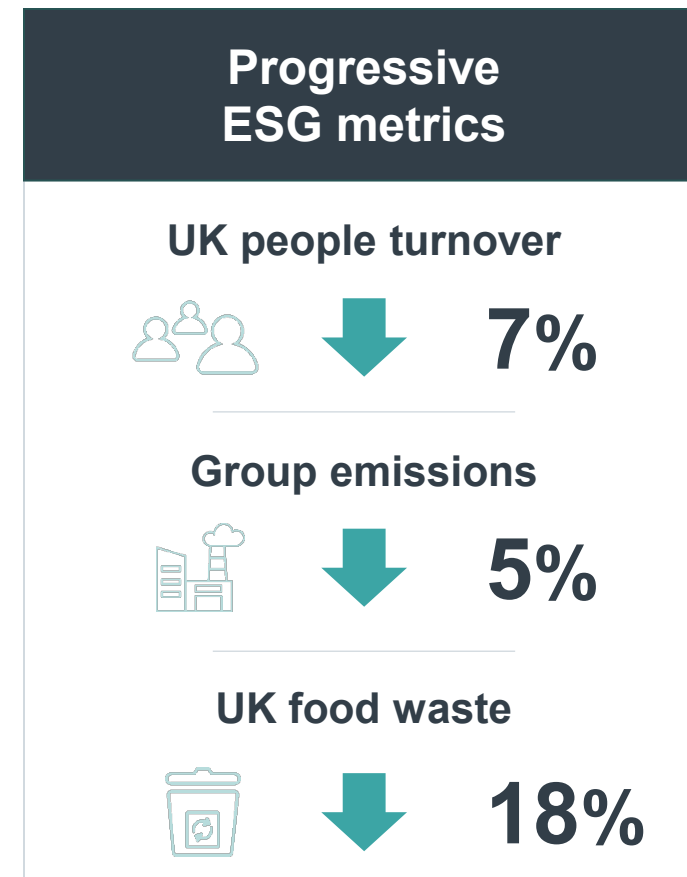 Progressive
ESG metrics
UK people turnover
7%
Group emissions
5%
UK food waste
18%